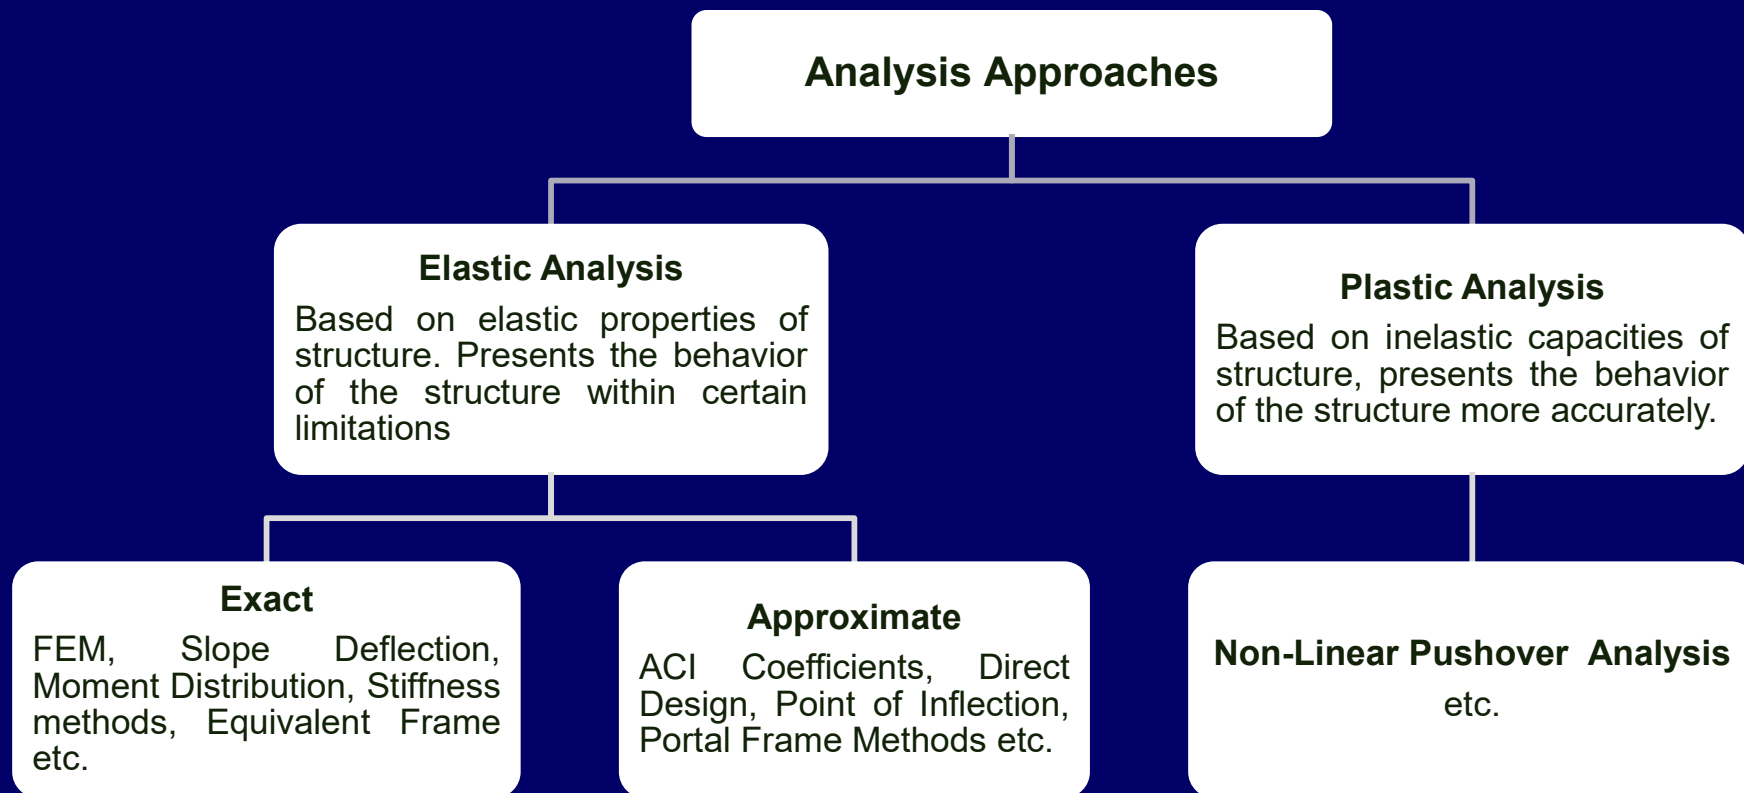 Analysis Approaches
Elastic Analysis
Based on elastic properties of
structure. Presents the behavior
of the structure within certain
limitations
Plastic Analysis
Based on inelastic capacities of
structure, presents the behavior
of the structure more accurately.
Exact
FEM, Slope Deflection,
Moment Distribution, Stiffness
methods, Equivalent Frame
etc.
Approximate
ACI Coefficients, Direct
Design, Point of Inflection,
Portal Frame Methods etc.
Non-Linear Pushover Analysis
etc.